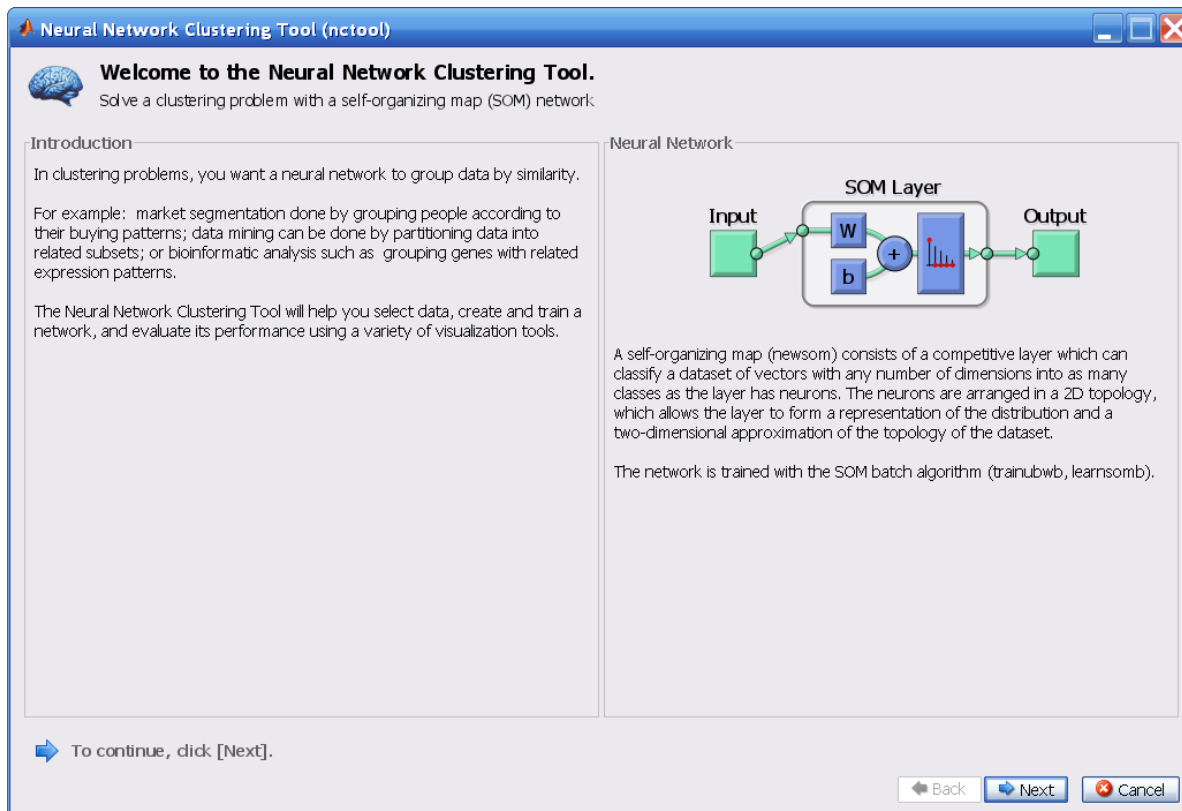 Neural Network Clustering Tool (nctool)
Welcome to the Neural Network Clustering Tool.
Solve a clustering problem with a self-organizing map (SOM) network
Introduction
In clustering problems, you want a neural network to group data by similarity.
For example: market segmentation done by grouping people according to
their buying patterns; data mining can be done by partitioning data into
related subsets; or bioinformatic analysis such as grouping genes with related
expression patterns.
The Neural Network Clustering Tool will help you select data, create and train a
network, and evaluate its performance using a variety of visualization tools.
Neural Network
SOM Layer
Input
Output
W
+
b
A self-organizing map (newsom) consists of a competitive layer which can
classify a dataset of vectors with any number of dimensions into as many
classes as the layer has neurons. The neurons are arranged in a 2D topology,
which allows the layer to form a representation of the distribution and a
two-dimensional approximation of the topology of the dataset.
The network is trained with the SOM batch algorithm (trainubwb, learnsomb).
To continue, click [Next].
Back
Next
Cancel